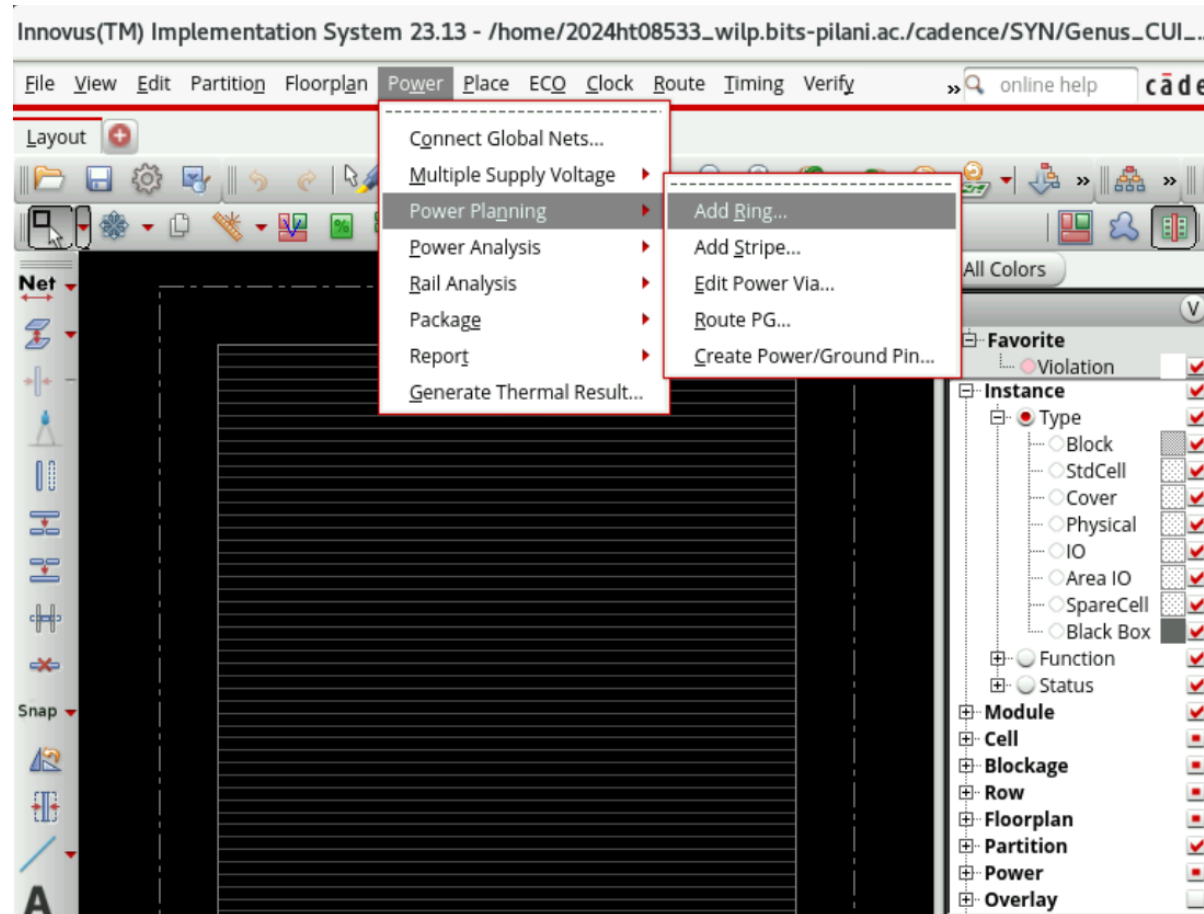 Innovus(TM) Implementation System 23.13 - /home/2024ht08533_wilp.bits-pilani.ac./cadence/SYN/Genus_CUI_...
File View Edit Partition Floorplan Power Place ECO Clock Route Timing Verify » online help cāde
Layout
Connect Global Nets...
Multiple Supply Voltage
Power Planning
Power Analysis
Rail Analysis
Package
Report
Generate Thermal Result...
Add Ring...
Add Stripe...
Edit Power Via...
Route PG...
Create Power/Ground Pin...
» »
All Colors
V
Net
Snap
A
Favorite
Violation
Instance
Type
Block
StdCell
Cover
Physical
IO
Area IO
SpareCell
Black Box
Function
Status
Module
Cell
Blockage
Row
Floorplan
Partition
Power
Overlay